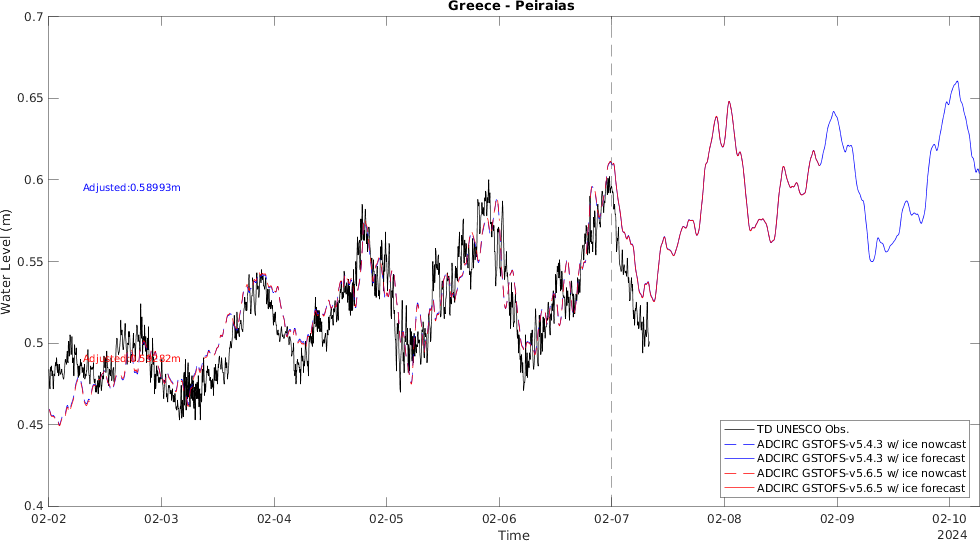 Greece - Peiraias
0.7
0.65
0.6
0.55
0.5
0.45
0.4
Water Level (m)
Adjusted:0.58993m
TD UNESCO Obs.
ADCIRC GSTOFS-v5.4.3 w/ ice nowcast
ADCIRC GSTOFS-v5.4.3 w/ ice forecast
ADCIRC GSTOFS-v5.6.5 w/ ice nowcast
ADCIRC GSTOFS-v5.6.5 w/ ice forecast
02-02 02-03 02-04 02-05 02-06 02-07 02-08 02-09 02-10
Time
2024